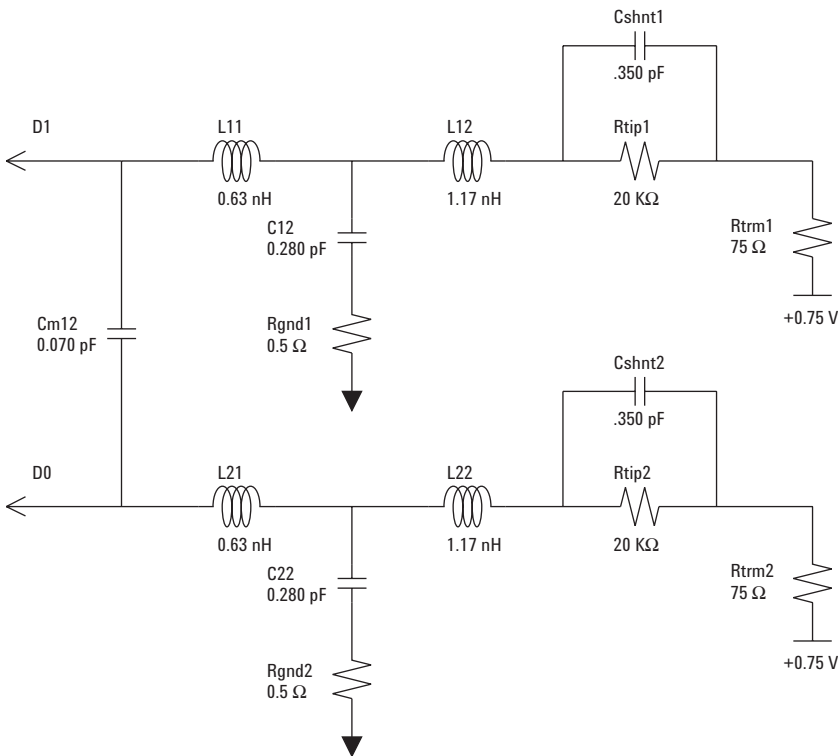 Cshnt1
.350 pF
D1
L11
L12
Rtip1
0.63 nH
1.17 nH
20 KΩ
C12
0.280 pF
Rtrm1
75 Ω
Cm12
0.070 pF
Rgnd1
0.5 Ω
+0.75 V
Cshnt2
.350 pF
D0
L21
L22
Rtip2
0.63 nH
1.17 nH
20 KΩ
C22
0.280 pF
Rtrm2
75 Ω
Rgnd2
0.5 Ω
+0.75 V